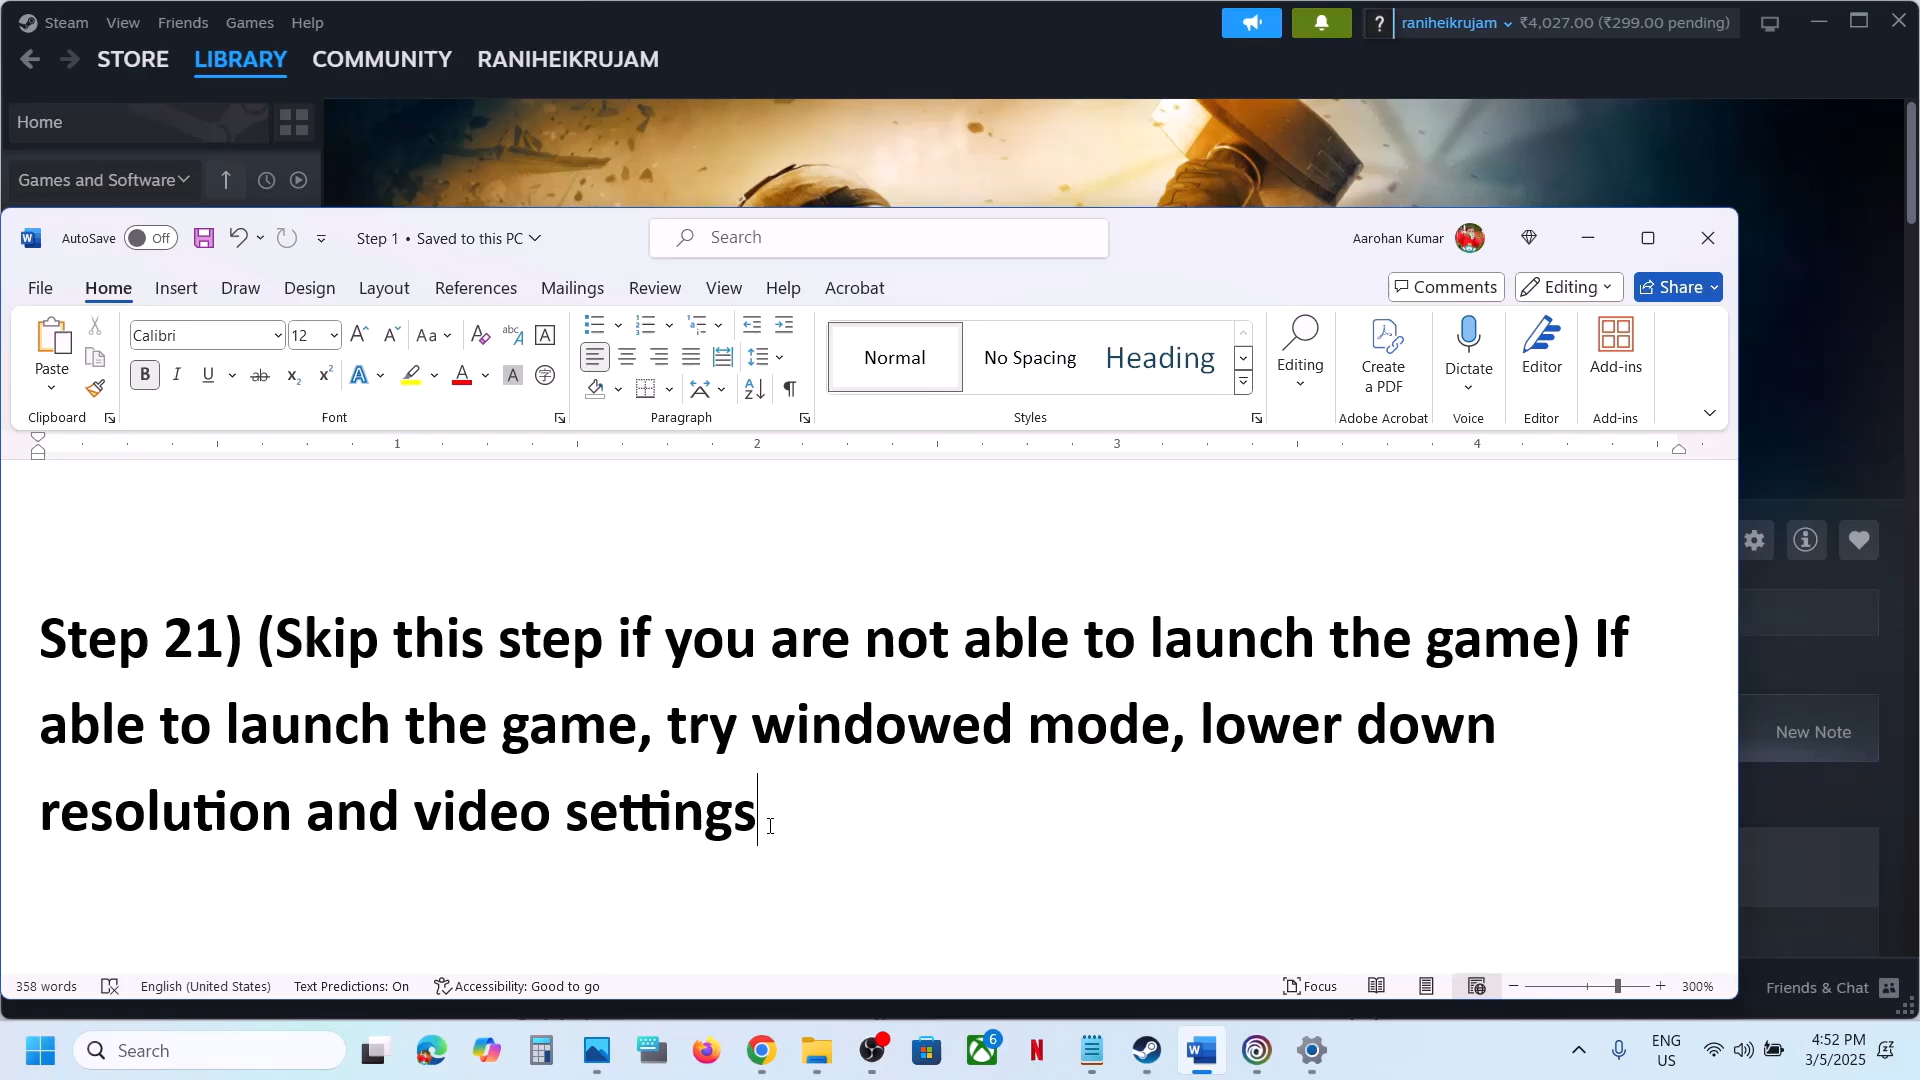 Steam View Friends Games Help
? raniheikrujam ₹4,027.00 (₹299.00 pending)
STORE LIBRARY COMMUNITY RANIHEIKRUJAM
Home
Games and Software
AutoSave Off Step 1 • Saved to this PC Search Aarohan Kumar
File Home Insert Draw Design Layout References Mailings Review View Help Acrobat Comments Editing Share
Paste Calibri 12 Aa Normal No Spacing Heading Editing Create a PDF Dictate Editor Add-ins
Clipboard Font Paragraph Styles Adobe Acrobat Voice Editor Add-ins
1 2 3 4
Step 21) (Skip this step if you are not able to launch the game) If
able to launch the game, try windowed mode, lower down
resolution and video settings
New Note
358 words English (United States) Text Predictions: On Accessibility: Good to go Focus 300%
Friends & Chat
Search 6 ENG US 4:52 PM 3/5/2025